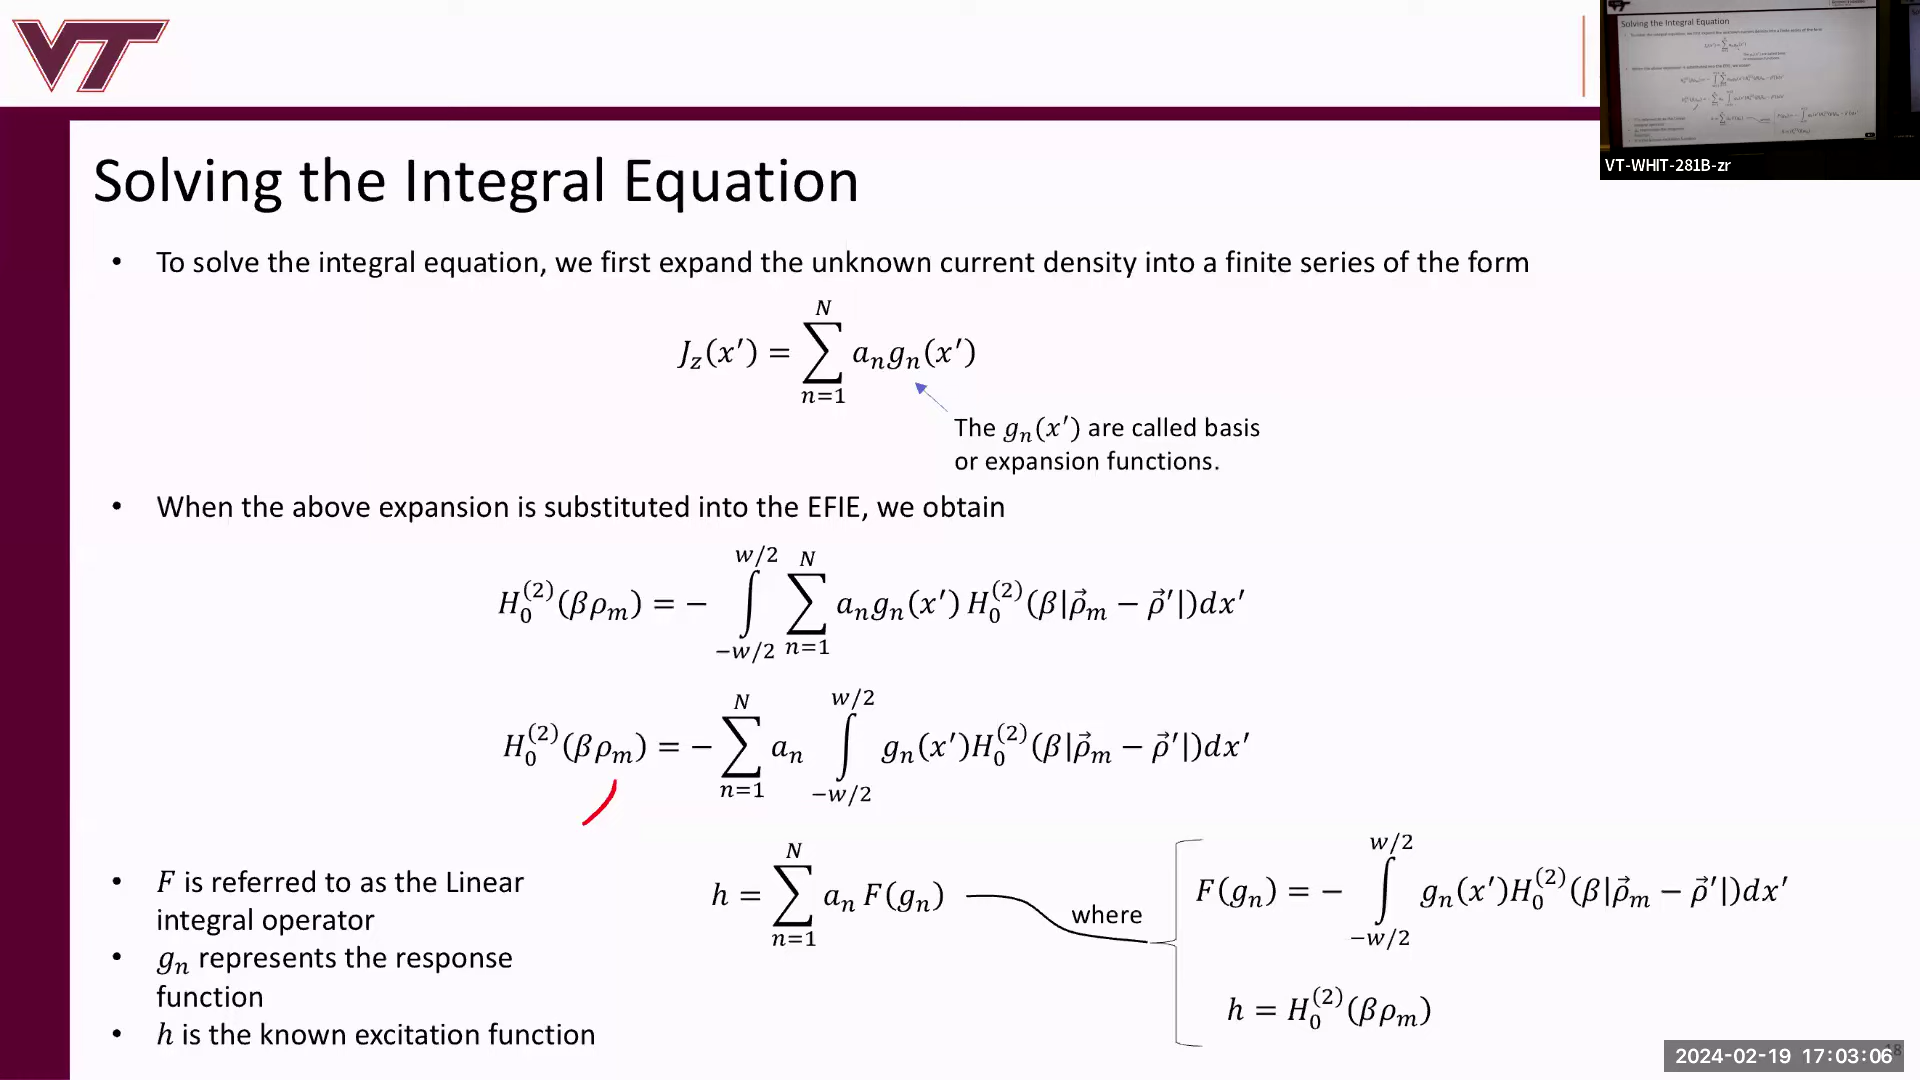 VT
VT-WHIT-281B-zr
Solving the Integral Equation
Solving the Integral Equation
• To solve the integral equation, we first expand the unknown current density into a finite series of the form
J_z(x′) = ∑_{n=1}^{N} a_n g_n(x′)
The g_n(x′) are called basis
or expansion functions.
• When the above expansion is substituted into the EFIE, we obtain
H_0^{(2)}(βρ_m) = − ∫_{−w/2}^{w/2} ∑_{n=1}^{N} a_n g_n(x′) H_0^{(2)}(β|ρ⃗_m − ρ⃗′|)dx′
H_0^{(2)}(βρ_m) = − ∑_{n=1}^{N} a_n ∫_{−w/2}^{w/2} g_n(x′)H_0^{(2)}(β|ρ⃗_m − ρ⃗′|)dx′
• F is referred to as the Linear
integral operator
• g_n represents the response
function
• h is the known excitation function
h = ∑_{n=1}^{N} a_n F(g_n)
where
F(g_n) = − ∫_{−w/2}^{w/2} g_n(x′)H_0^{(2)}(β|ρ⃗_m − ρ⃗′|)dx′
h = H_0^{(2)}(βρ_m)
2024-02-19 17:03:06